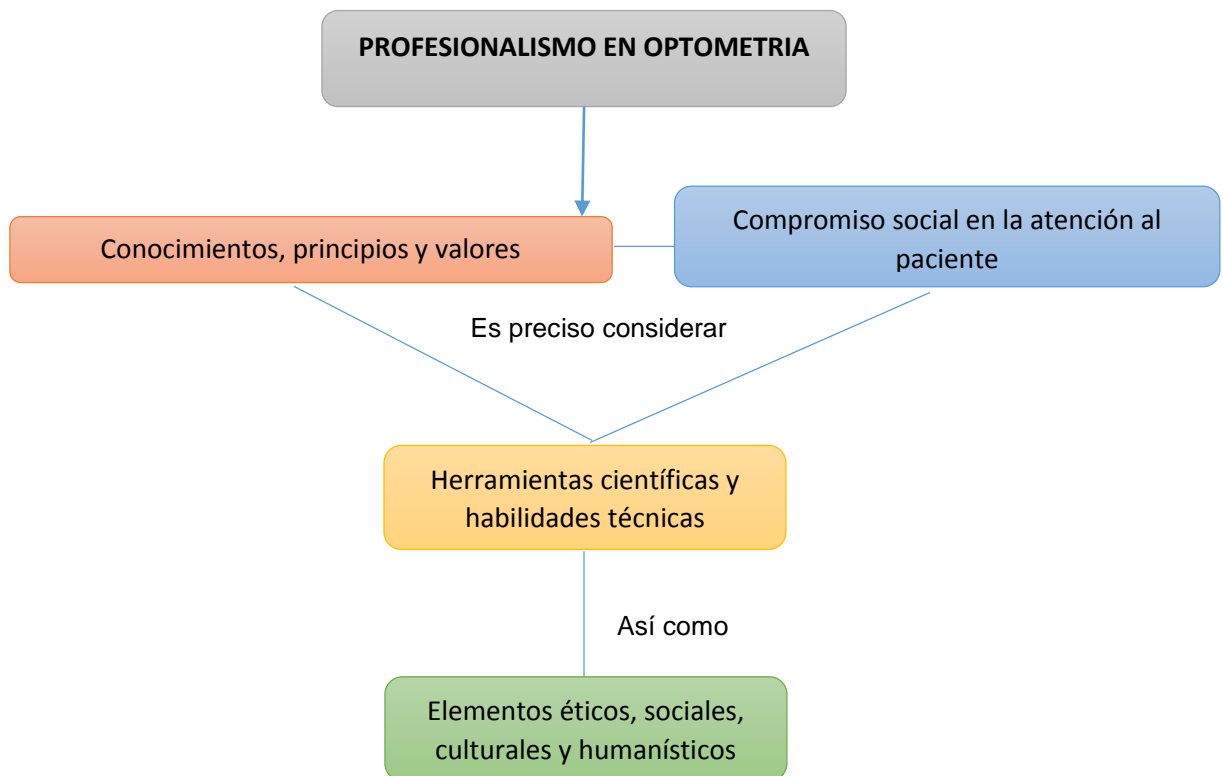 PROFESIONALISMO EN OPTOMETRIA
Conocimientos, principios y valores
Compromiso social en la atención al
paciente
Es preciso considerar
Herramientas científicas y
habilidades técnicas
Así como
Elementos éticos, sociales,
culturales y humanísticos